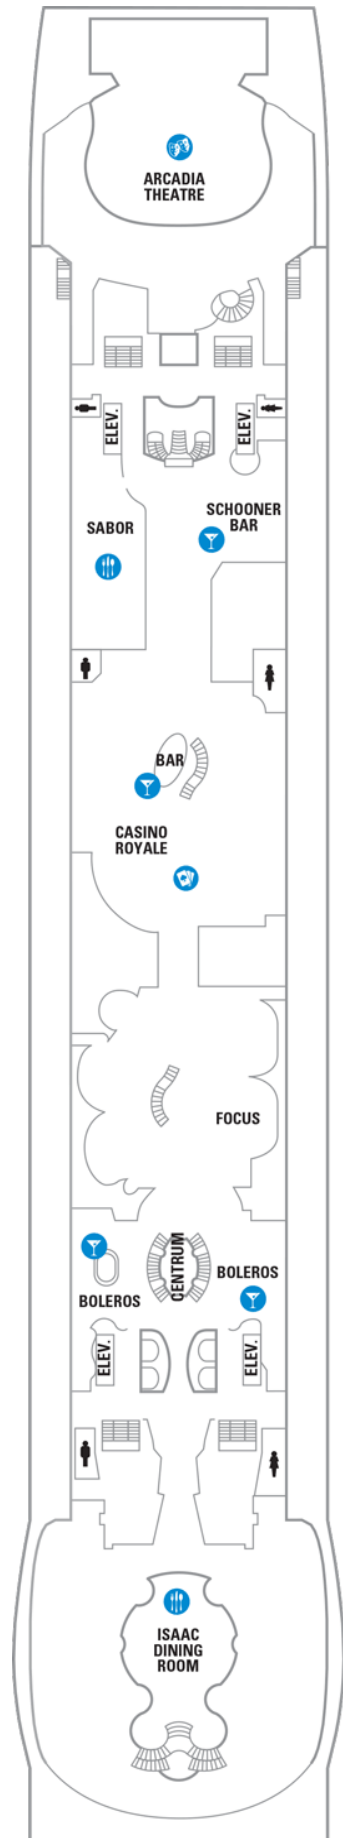 ARCADIA
THEATRE
ELEV.
ELEV.
SABOR
SCHOONER
BAR
BAR
CASINO
ROYALE
FOCUS
CENTRUM
BOLEROS
BOLEROS
ELEV.
ELEV.
ISAAC
DINING
ROOM